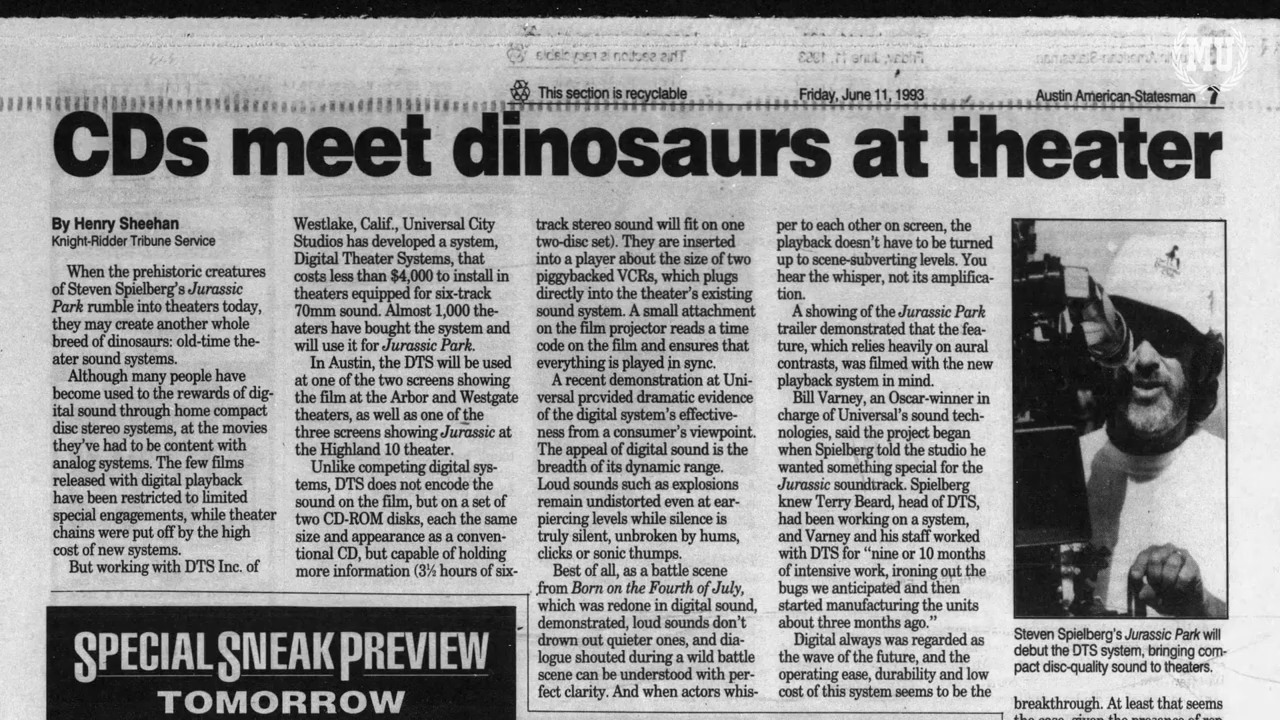 This section is recyclable
Friday, June 11, 1993
Austin American-Statesman
MU
CDs meet dinosaurs at theater
By Henry Sheehan
Knight-Ridder Tribune Service
When the prehistoric creatures
of Steven Spielberg's Jurassic
Park rumble into theaters today,
they may create another whole
breed of dinosaurs: old-time the-
ater sound systems.
Although many people have
become used to the rewards of dig-
ital sound through home compact
disc stereo systems, at the movies
they've had to be content with
analog systems. The few films
released with digital playback
have been restricted to limited
special engagements, while theater
chains were put off by the high
cost of new systems.
But working with DTS Inc. of
Westlake, Calif., Universal City
Studios has developed a system,
Digital Theater Systems, that
costs less than $4,000 to install in
theaters equipped for six-track
70mm sound. Almost 1,000 the-
aters have bought the system and
will use it for Jurassic Park.
In Austin, the DTS will be used
at one of the two screens showing
the film at the Arbor and Westgate
theaters, as well as one of the
three screens showing Jurassic at
the Highland 10 theater.
Unlike competing digital sys-
tems, DTS does not encode the
sound on the film, but on a set of
two CD-ROM disks, each the same
size and appearance as a conven-
tional CD, but capable of holding
more information (3½ hours of six-
track stereo sound will fit on one
two-disc set). They are inserted
into a player about the size of two
piggybacked VCRs, which plugs
directly into the theater's existing
sound system. A small attachment
on the film projector reads a time
code on the film and ensures that
everything is played in sync.
A recent demonstration at Uni-
versal provided dramatic evidence
of the digital system's effective-
ness from a consumer's viewpoint.
The appeal of digital sound is the
breadth of its dynamic range.
Loud sounds such as explosions
remain undistorted even at ear-
piercing levels while silence is
truly silent, unbroken by hums,
clicks or sonic thumps.
Best of all, as a battle scene
from Born on the Fourth of July,
which was redone in digital sound,
demonstrated, loud sounds don't
drown out quieter ones, and dia-
logue shouted during a wild battle
scene can be understood with per-
fect clarity. And when actors whis-
per to each other on screen, the
playback doesn't have to be turned
up to scene-subverting levels. You
hear the whisper, not its amplifica-
tion.
A showing of the Jurassic Park
trailer demonstrated that the fea-
ture, which relies heavily on aural
contrasts, was filmed with the new
playback system in mind.
Bill Varney, an Oscar-winner in
charge of Universal's sound tech-
nologies, said the project began
when Spielberg told the studio he
wanted something special for the
Jurassic soundtrack. Spielberg
knew Terry Beard, head of DTS,
had been working on a system,
and Varney and his staff worked
with DTS for "nine or 10 months
of intensive work, ironing out the
bugs we anticipated and then
started manufacturing the units
about three months ago."
Digital always was regarded as
the wave of the future, and the
operating ease, durability and low
cost of this system seems to be the
Steven Spielberg's Jurassic Park will
debut the DTS system, bringing com-
pact disc-quality sound to theaters.
breakthrough. At least that seems
SPECIAL SNEAK PREVIEW
TOMORROW